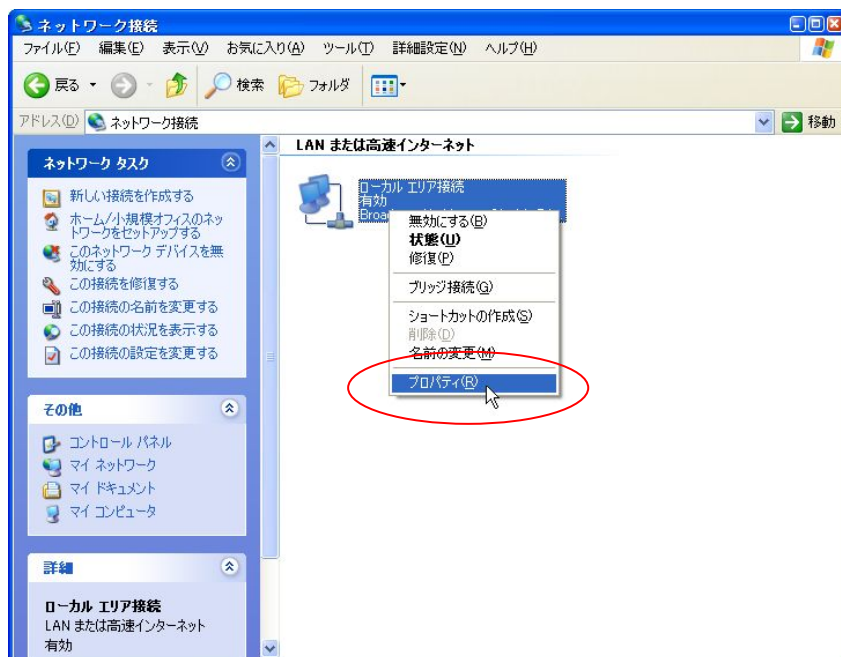 ネットワーク接続
ファイル(F) 編集(E) 表示(V) お気に入り(A) ツール(T) 詳細設定(N) ヘルプ(H)
戻る 検索 フォルダ
アドレス(D) ネットワーク接続 移動
ネットワーク タスク
新しい接続を作成する
ホーム/小規模オフィスのネッ
トワークをセットアップする
このネットワーク デバイスを無
効にする
この接続を修復する
この接続の名前を変更する
この接続の状況を表示する
この接続の設定を変更する
その他
コントロール パネル
マイ ネットワーク
マイ ドキュメント
マイ コンピュータ
詳細
ローカル エリア接続
LAN または高速インターネット
有効
LAN または高速インターネット
ローカル エリア接続
有効
無効にする(B)
状態(U)
修復(P)
ブリッジ接続(G)
ショートカットの作成(S)
削除(D)
名前の変更(M)
プロパティ(R)